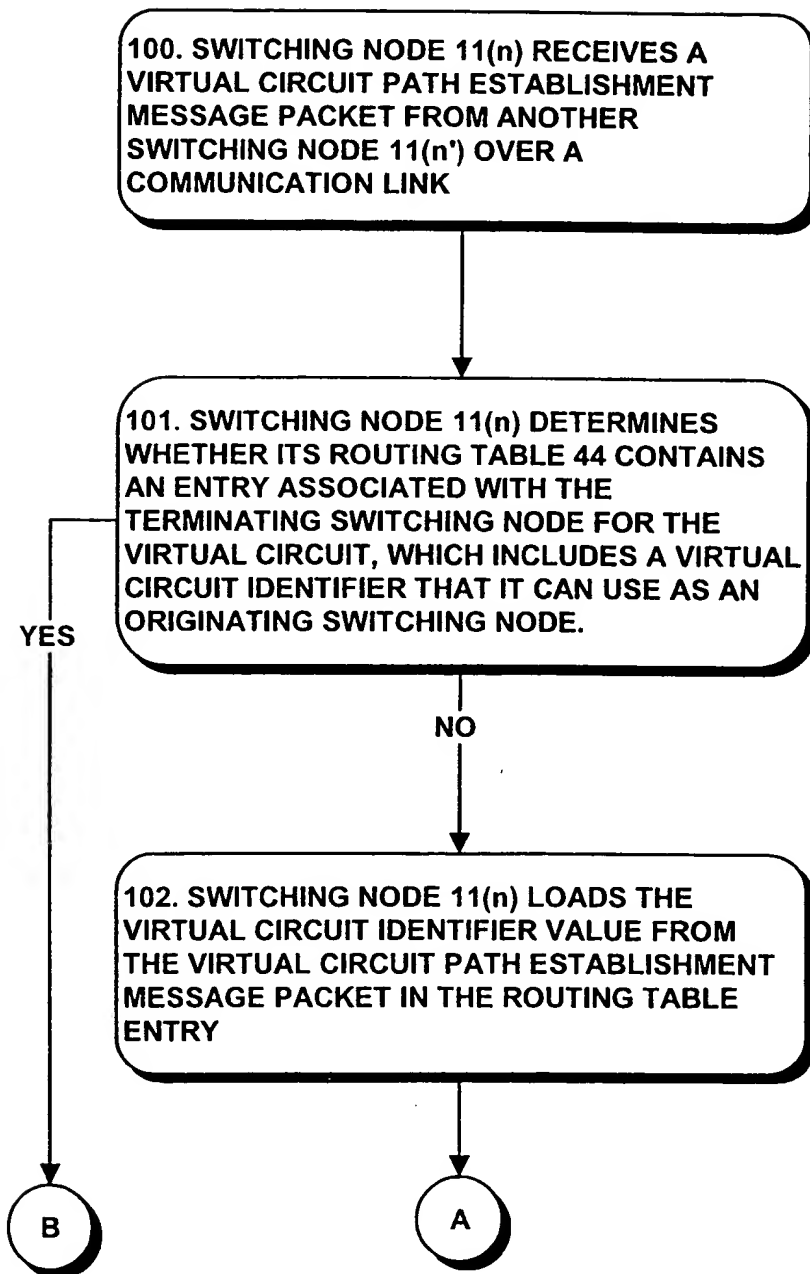 100. SWITCHING NODE 11(n) RECEIVES A
VIRTUAL CIRCUIT PATH ESTABLISHMENT
MESSAGE PACKET FROM ANOTHER
SWITCHING NODE 11(n') OVER A
COMMUNICATION LINK
101. SWITCHING NODE 11(n) DETERMINES
WHETHER ITS ROUTING TABLE 44 CONTAINS
AN ENTRY ASSOCIATED WITH THE
TERMINATING SWITCHING NODE FOR THE
VIRTUAL CIRCUIT, WHICH INCLUDES A VIRTUAL
CIRCUIT IDENTIFIER THAT IT CAN USE AS AN
ORIGINATING SWITCHING NODE.
YES
NO
102. SWITCHING NODE 11(n) LOADS THE
VIRTUAL CIRCUIT IDENTIFIER VALUE FROM
THE VIRTUAL CIRCUIT PATH ESTABLISHMENT
MESSAGE PACKET IN THE ROUTING TABLE
ENTRY
B
A